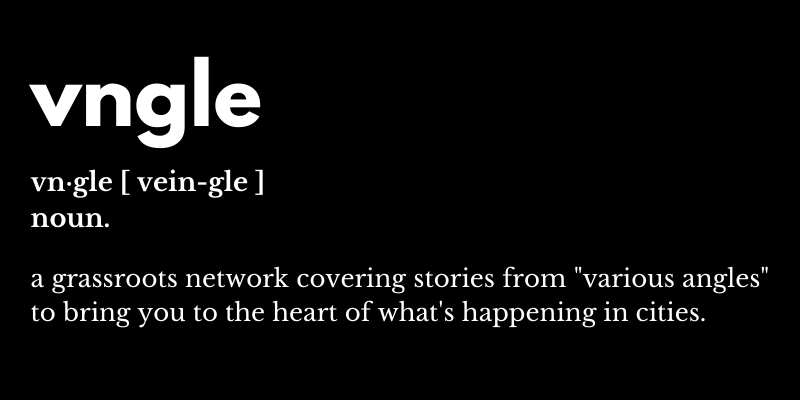 vngle
vn·gle [ vein-gle ]
noun.
a grassroots network covering stories from "various angles"
to bring you to the heart of what's happening in cities.